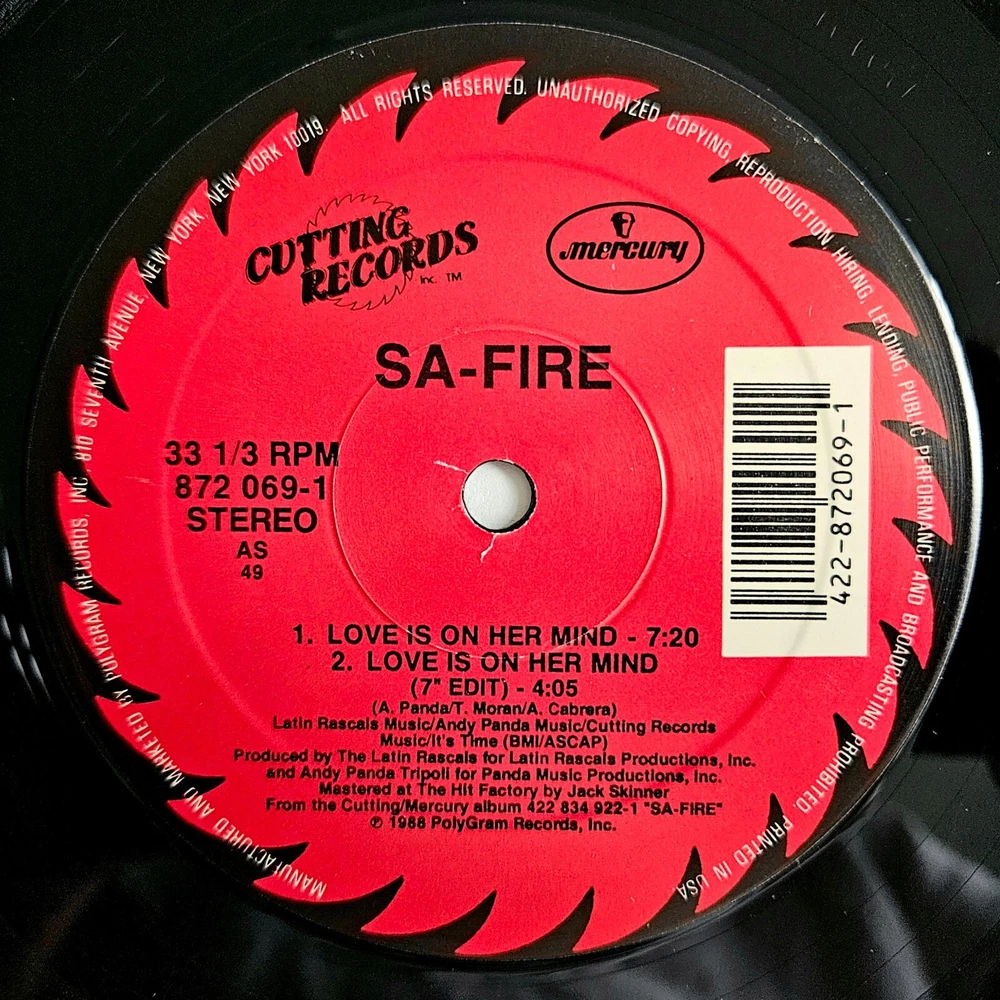 CUTTING
RECORDS
Inc. TM
mercury
SA-FIRE
33 1/3 RPM
872 069-1
STEREO
AS
49
422-872069-1
1. LOVE IS ON HER MIND - 7:20
2. LOVE IS ON HER MIND
(7" EDIT) - 4:05
(A. Panda/T. Moran/A. Cabrera)
Latin Rascals Music/Andy Panda Music/Cutting Records
Music/It's Time (BMI/ASCAP)
Produced by The Latin Rascals for Latin Rascals Productions, Inc.
and Andy Panda Tripoli for Panda Music Productions, Inc.
Mastered at The Hit Factory by Jack Skinner
From the Cutting/Mercury album 422 834 922-1 "SA-FIRE"
℗ 1988 PolyGram Records, Inc.
MANUFACTURED AND MARKETED BY POLYGRAM RECORDS, INC. 810 SEVENTH AVENUE, NEW YORK, NEW YORK 10019. ALL RIGHTS RESERVED. UNAUTHORIZED COPYING, REPRODUCTION, HIRING, LENDING, PUBLIC PERFORMANCE AND BROADCASTING PROHIBITED. PRINTED IN USA